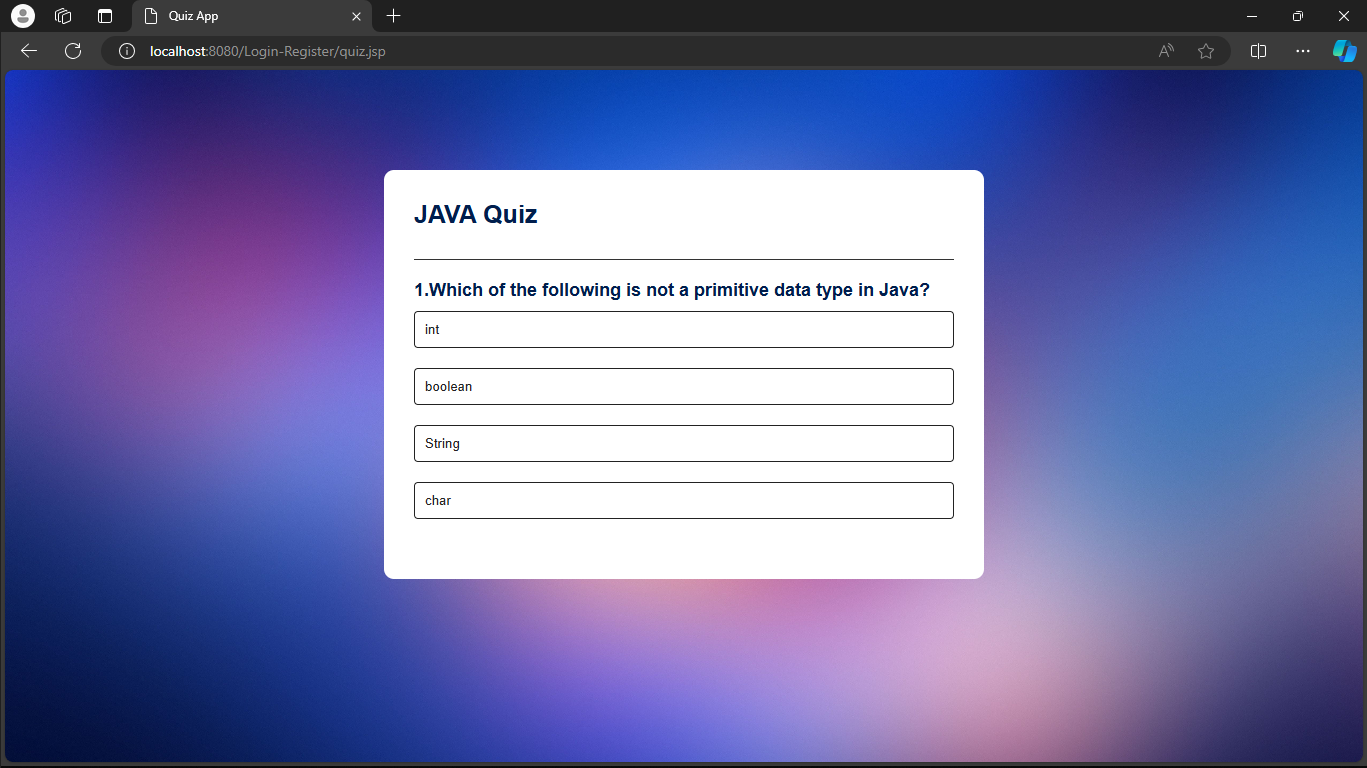 Quiz App
localhost:8080/Login-Register/quiz.jsp
JAVA Quiz
1.Which of the following is not a primitive data type in Java?
int
boolean
String
char